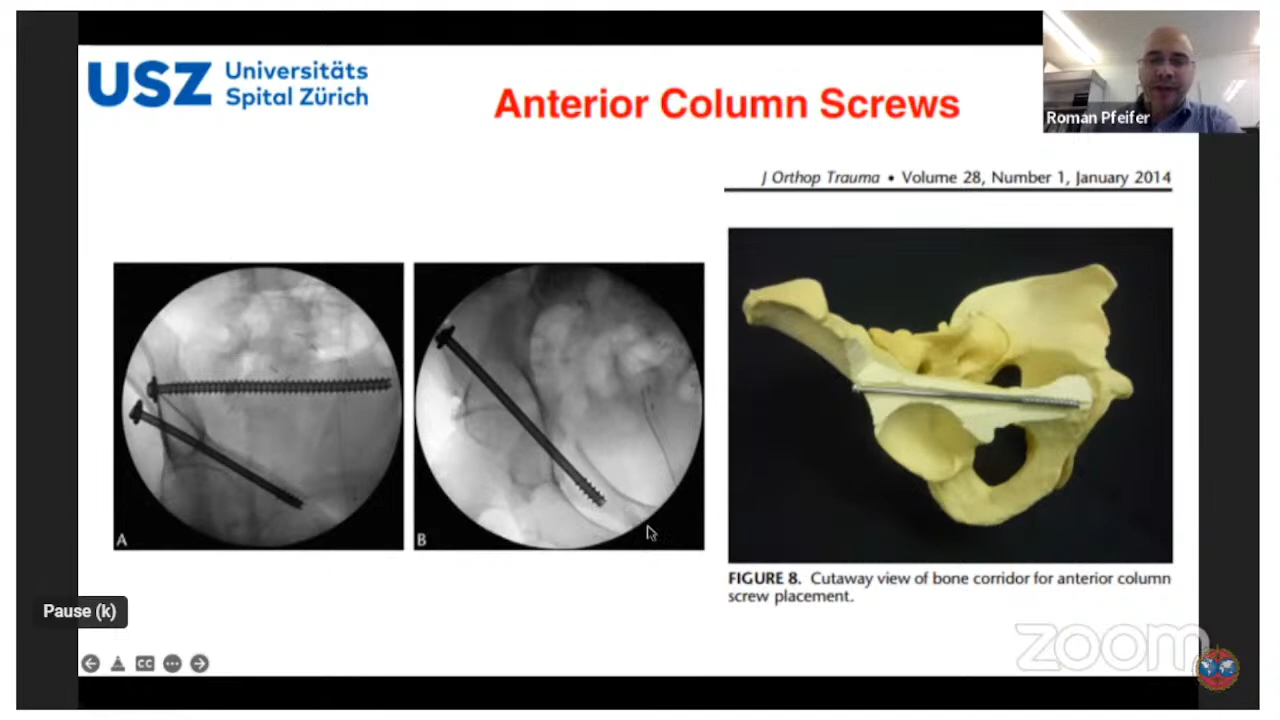 USZ Universitäts
Spital Zürich
Anterior Column Screws
Roman Pfeifer
J Orthop Trauma • Volume 28, Number 1, January 2014
A
B
FIGURE 8. Cutaway view of bone corridor for anterior column
screw placement.
Pause (k)
CC
zoom